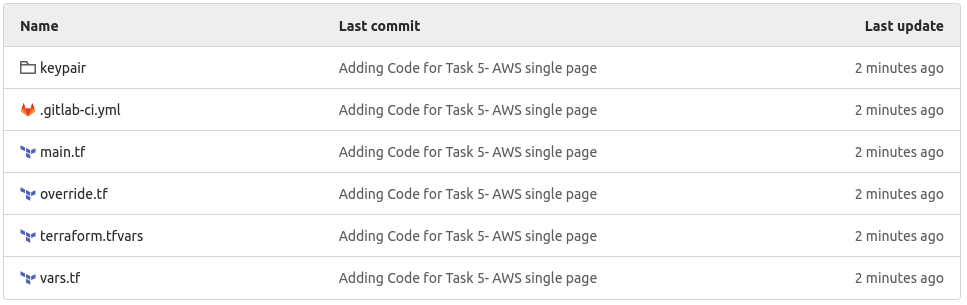 Name Last commit Last update
keypair Adding Code for Task 5- AWS single page 2 minutes ago
.gitlab-ci.yml Adding Code for Task 5- AWS single page 2 minutes ago
main.tf Adding Code for Task 5- AWS single page 2 minutes ago
override.tf Adding Code for Task 5- AWS single page 2 minutes ago
terraform.tfvars Adding Code for Task 5- AWS single page 2 minutes ago
vars.tf Adding Code for Task 5- AWS single page 2 minutes ago